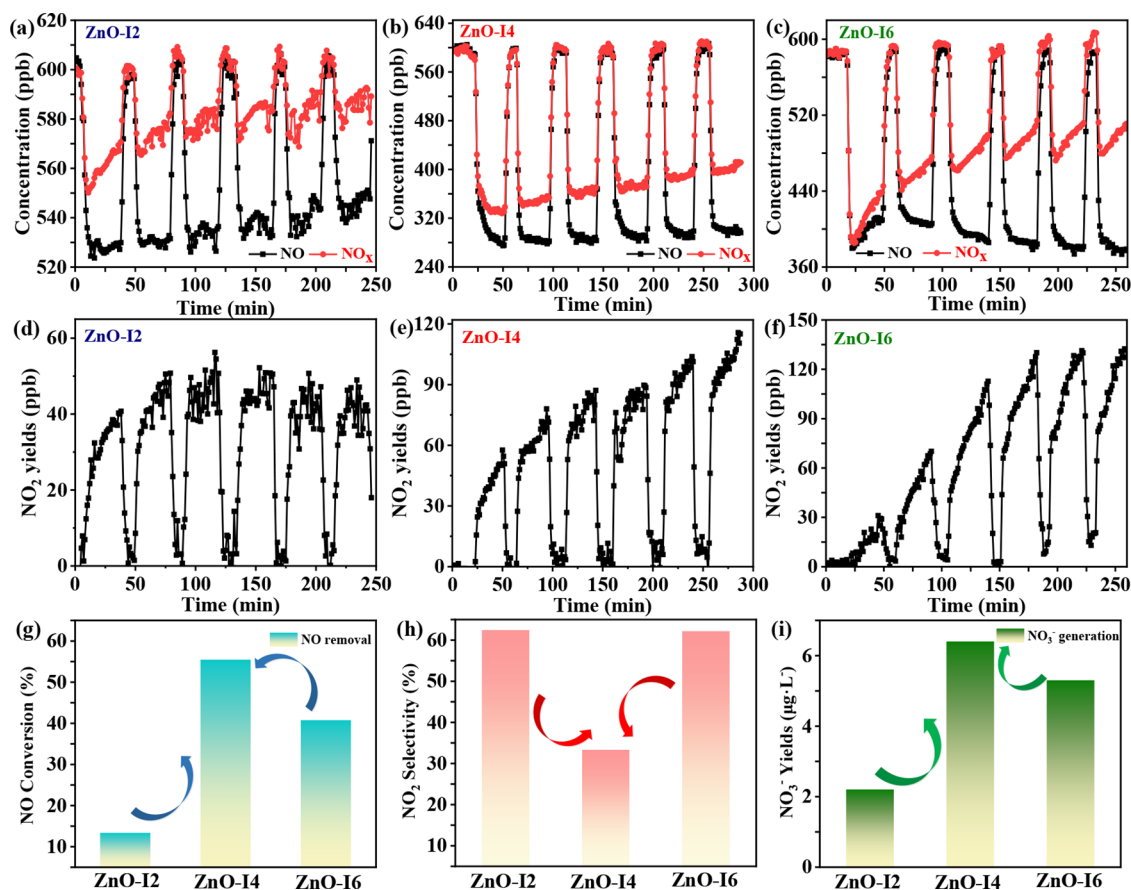 (a) ZnO-I2
Concentration (ppb)
620
600
580
560
540
520
NO NOx
0 50 100 150 200 250
Time (min)
(b) ZnO-I4
Concentration (ppb)
640
560
480
400
320
240
NO NOx
0 50 100 150 200 250 300
Time (min)
(c) ZnO-I6
Concentration (ppb)
600
520
440
360
NO NOx
0 50 100 150 200 250
Time (min)
(d) ZnO-I2
NO2 yields (ppb)
60
40
20
0
0 50 100 150 200 250
Time (min)
(e) ZnO-I4
NO2 yields (ppb)
120
90
60
30
0
0 50 100 150 200 250 300
Time (min)
(f) ZnO-I6
NO2 yields (ppb)
150
120
90
60
30
0
0 50 100 150 200 250
Time (min)
(g) NO removal
NO Conversion (%)
60
50
40
30
20
10
ZnO-I2 ZnO-I4 ZnO-I6
(h)
NO2 Selectivity (%)
60
50
40
30
20
10
ZnO-I2 ZnO-I4 ZnO-I6
(i) NO3- generation
NO3- Yields (μg·L-)
6
4
2
0
ZnO-I2 ZnO-I4 ZnO-I6